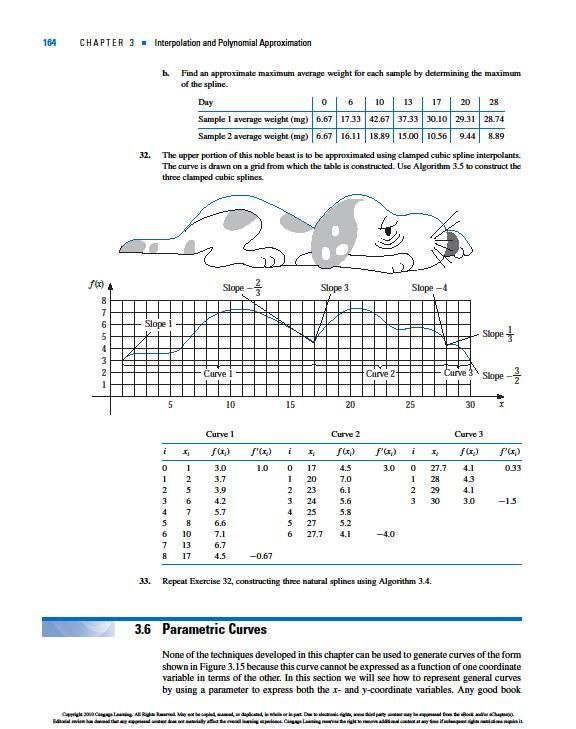 164 CHAPTER 3 ■ Interpolation and Polynomial Approximation
b. Find an approximate maximum average weight for each sample by determining the maximum
of the spline.
Day 0 6 10 13 17 20 28
Sample 1 average weight (mg) 6.67 17.33 42.67 37.33 30.10 29.31 28.74
Sample 2 average weight (mg) 6.67 16.11 18.89 15.00 10.56 9.44 8.89
32. The upper portion of this noble beast is to be approximated using clamped cubic spline interpolants.
The curve is drawn on a grid from which the table is constructed. Use Algorithm 3.5 to construct the
three clamped cubic splines.
f(x)
Slope −2/3 Slope 3 Slope −4
8
7
6
Slope 1
Slope 1/3
5
4
3
2
Curve 1 Curve 2 Curve 3 Slope −3/2
1
5 10 15 20 25 30 x
Curve 1 Curve 2 Curve 3
i xᵢ f(xᵢ) f′(xᵢ) i xᵢ f(xᵢ) f′(xᵢ) i xᵢ f(xᵢ) f′(xᵢ)
0 1 3.0 1.0 0 17 4.5 3.0 0 27.7 4.1 0.33
1 2 3.7 1 20 7.0 1 28 4.3
2 5 3.9 2 23 6.1 2 29 4.1
3 6 4.2 3 24 5.6 3 30 3.0 −1.5
4 7 5.7 4 25 5.8
5 8 6.6 5 27 5.2
6 10 7.1 6 27.7 4.1 −4.0
7 13 6.7
8 17 4.5 −0.67
33. Repeat Exercise 32, constructing three natural splines using Algorithm 3.4.
3.6 Parametric Curves
None of the techniques developed in this chapter can be used to generate curves of the form
shown in Figure 3.15 because this curve cannot be expressed as a function of one coordinate
variable in terms of the other. In this section we will see how to represent general curves
by using a parameter to express both the x- and y-coordinate variables. Any good book
Copyright 2010 Cengage Learning. All Rights Reserved. May not be copied, scanned, or duplicated, in whole or in part. Due to electronic rights, some third party content may be suppressed from the eBook and/or eChapter(s).
Editorial review has deemed that any suppressed content does not materially affect the overall learning experience. Cengage Learning reserves the right to remove additional content at any time if subsequent rights restrictions require it.